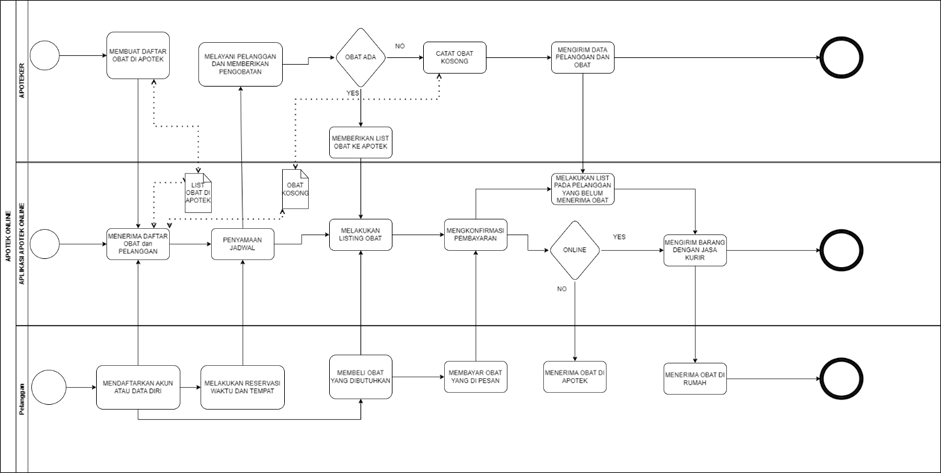 APOTEK ONLINE
APOTEKER
MEMBUAT DAFTAR
OBAT DI APOTEK
MELAYANI PELANGGAN
DAN MEMBERIKAN
PENGOBATAN
OBAT ADA
NO
YES
CATAT OBAT
KOSONG
MENGIRIM DATA
PELANGGAN DAN
OBAT
MEMBERIKAN LIST
OBAT KE APOTEK
APLIKASI APOTEK ONLINE
LIST
OBAT DI
APOTEK
OBAT
KOSONG
MELAKUKAN LIST
PADA PELANGGAN
YANG BELUM
MENERIMA OBAT
MENERIMA DAFTAR
OBAT dan
PELANGGAN
PENYAMAAN
JADWAL
MELAKUKAN
LISTING OBAT
MENGKONFIRMASI
PEMBAYARAN
ONLINE
YES
NO
MENGIRIM BARANG
DENGAN JASA
KURIR
Pelanggan
MENDAFTARKAN AKUN
ATAU DATA DIRI
MELAKUKAN RESERVASI
WAKTU DAN TEMPAT
MEMBELI OBAT
YANG DIBUTUHKAN
MEMBAYAR OBAT
YANG DI PESAN
MENERIMA OBAT DI
APOTEK
MENERIMA OBAT DI
RUMAH